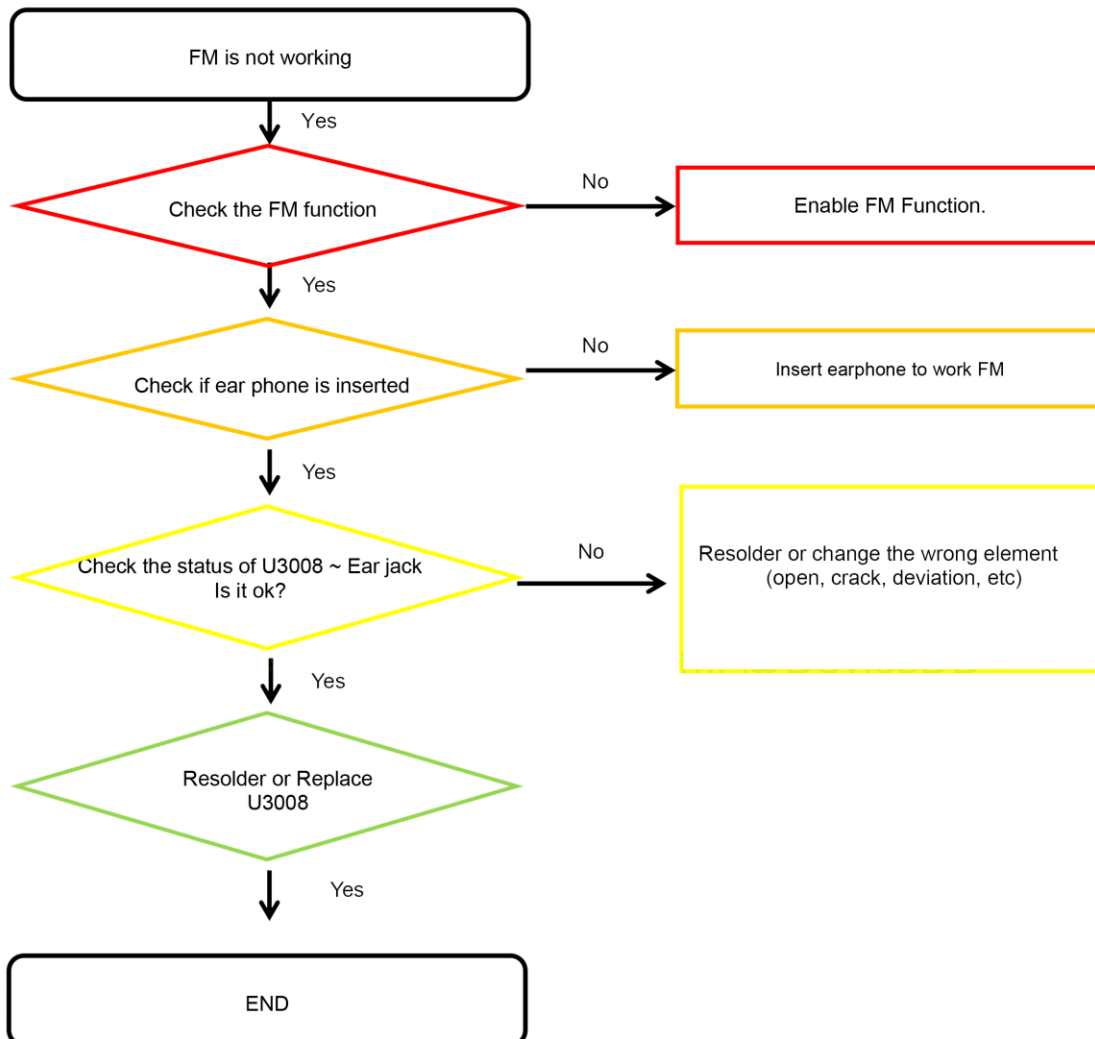 FM is not working
Yes
Check the FM function
No
Enable FM Function.
Yes
Check if ear phone is inserted
No
Insert earphone to work FM
Yes
Check the status of U3008 ~ Ear jack
Is it ok?
No
Resolder or change the wrong element
(open, crack, deviation, etc)
Yes
Resolder or Replace
U3008
Yes
END